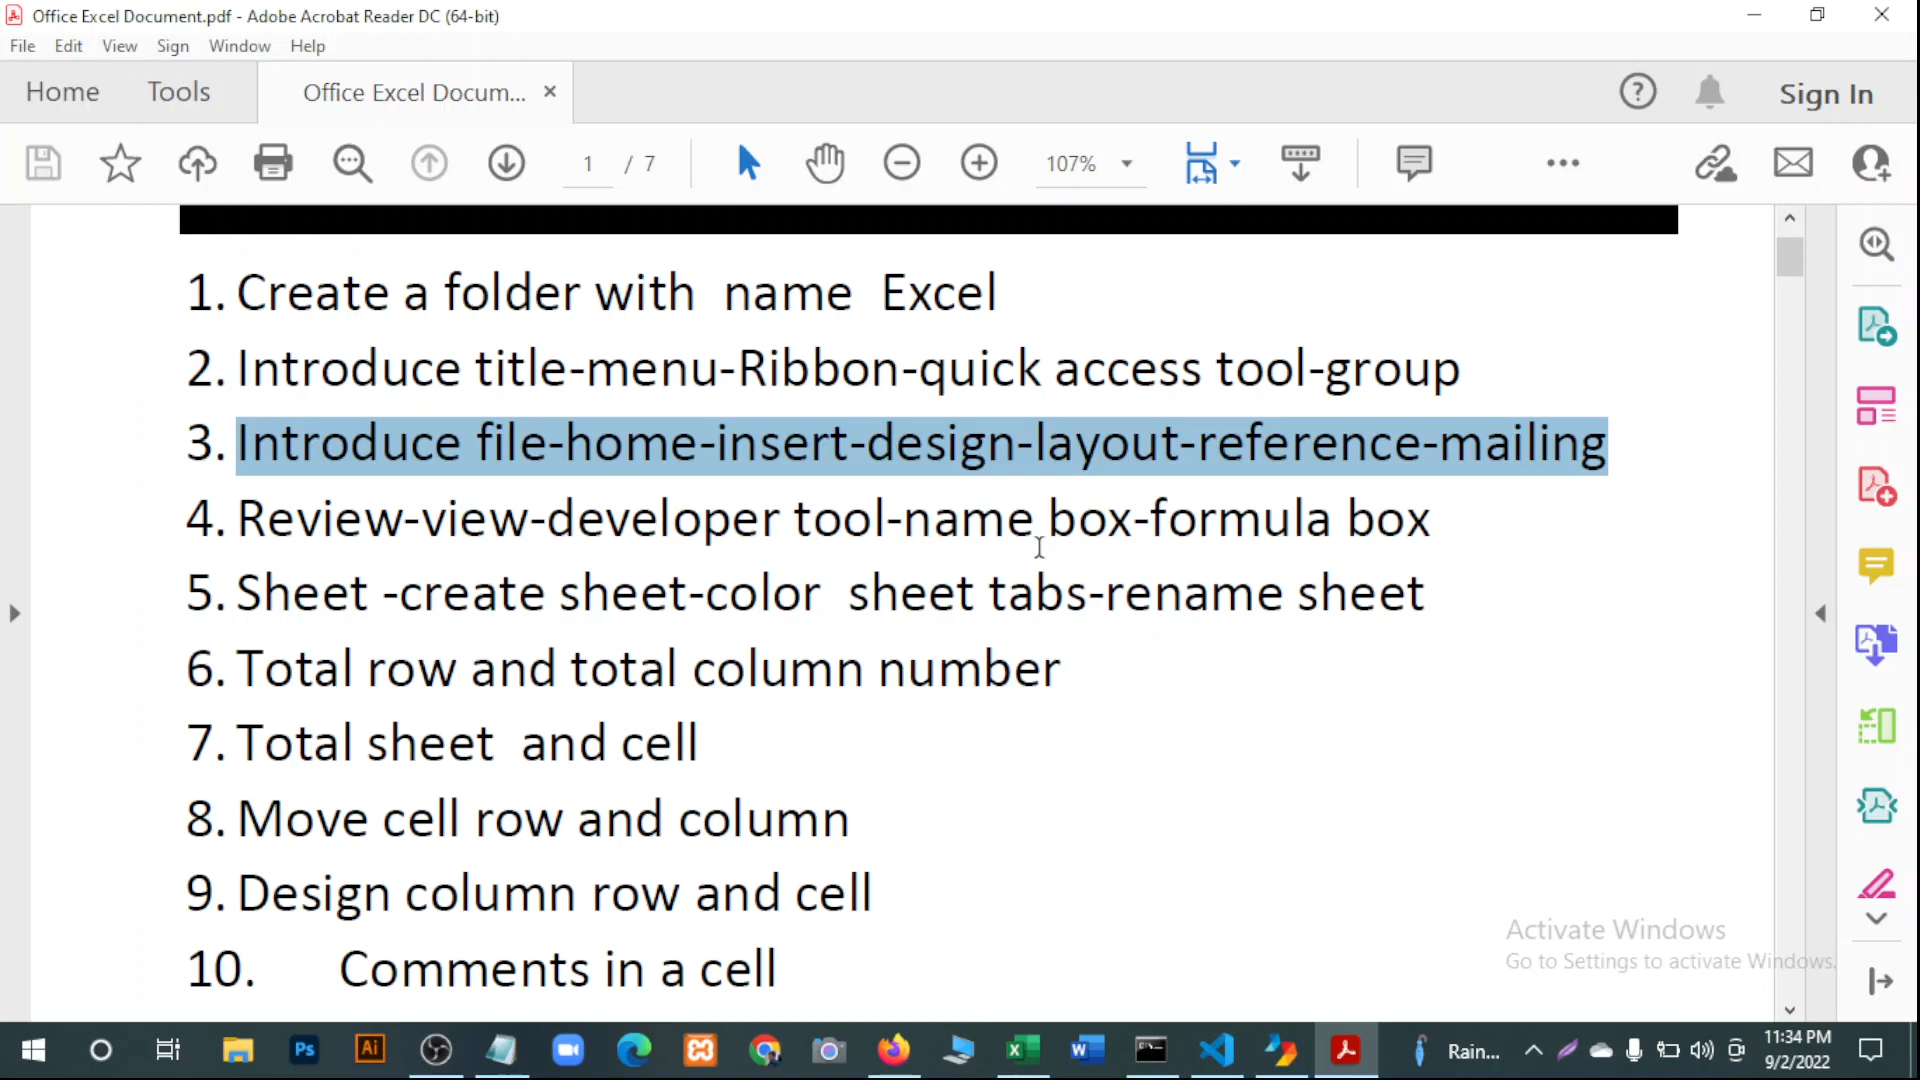 Office Excel Document.pdf - Adobe Acrobat Reader DC (64-bit)
File Edit View Sign Window Help
Home Tools Office Excel Docum... Sign In
1 / 7 107%
1. Create a folder with name Excel
2. Introduce title-menu-Ribbon-quick access tool-group
3. Introduce file-home-insert-design-layout-reference-mailing
4. Review-view-developer tool-name box-formula box
5. Sheet -create sheet-color sheet tabs-rename sheet
6. Total row and total column number
7. Total sheet and cell
8. Move cell row and column
9. Design column row and cell
10. Comments in a cell
Activate Windows
Go to Settings to activate Windows.
Ps Ai Rain... 11:34 PM
9/2/2022